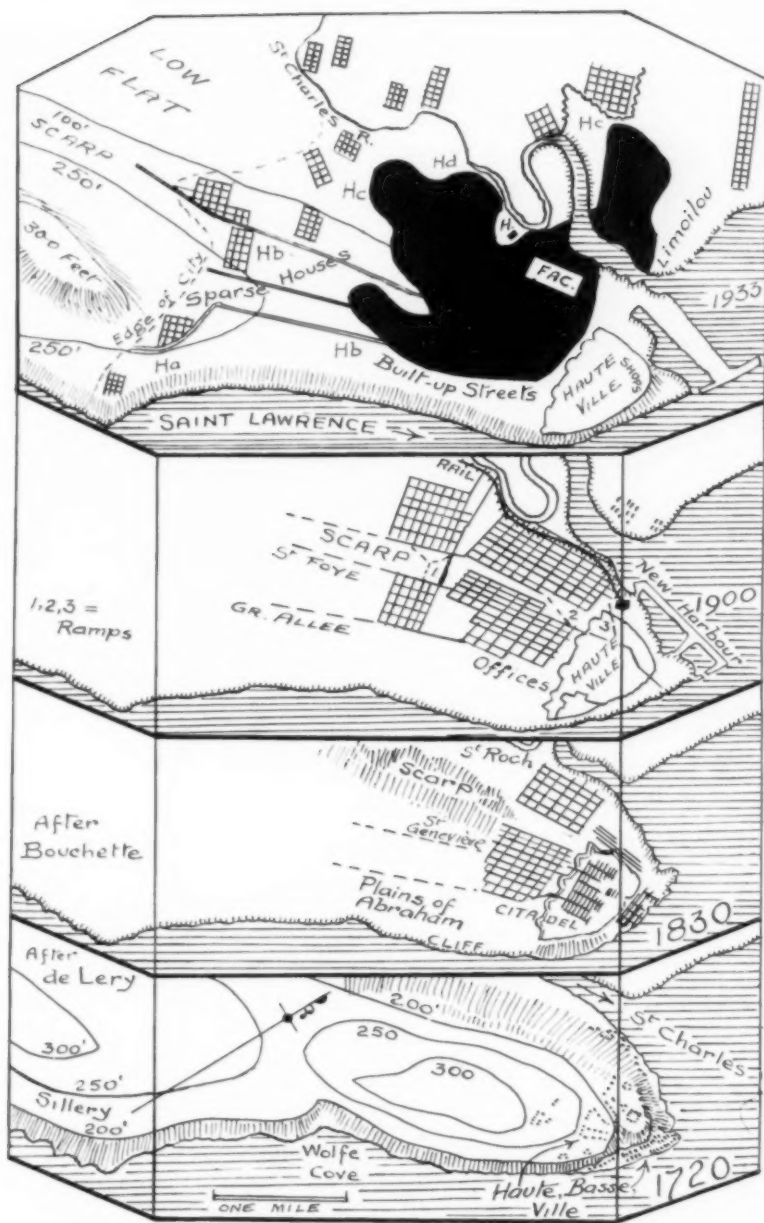 LOW
FLAT
St Charles
R.
100'
SCARP
250'
300 Feet
Hc
Hd
Hc
H.
Limoilou
FAC.
1933
Edge of City
Hb
Sparse Houses
250'
Ha
Hb
Built-up Streets
HAUTE
VILLE
SHOPS
SAINT LAWRENCE →
RAIL
SCARP
1
St FOYE
GR. ALLEE
2
3
HAUTE
VILLE
Offices
New Harbour
1900
1,2,3 =
Ramps
St Roch
Scarp
After
Bouchette
St
Geneviève
Plains of
Abraham
CITADEL
CLIFF
1830
After
de Lery
300'
250'
Sillery
200'
200'
250
300
St Charles
Wolfe
Cove
ONE MILE
Haute, Basse
Ville
1720